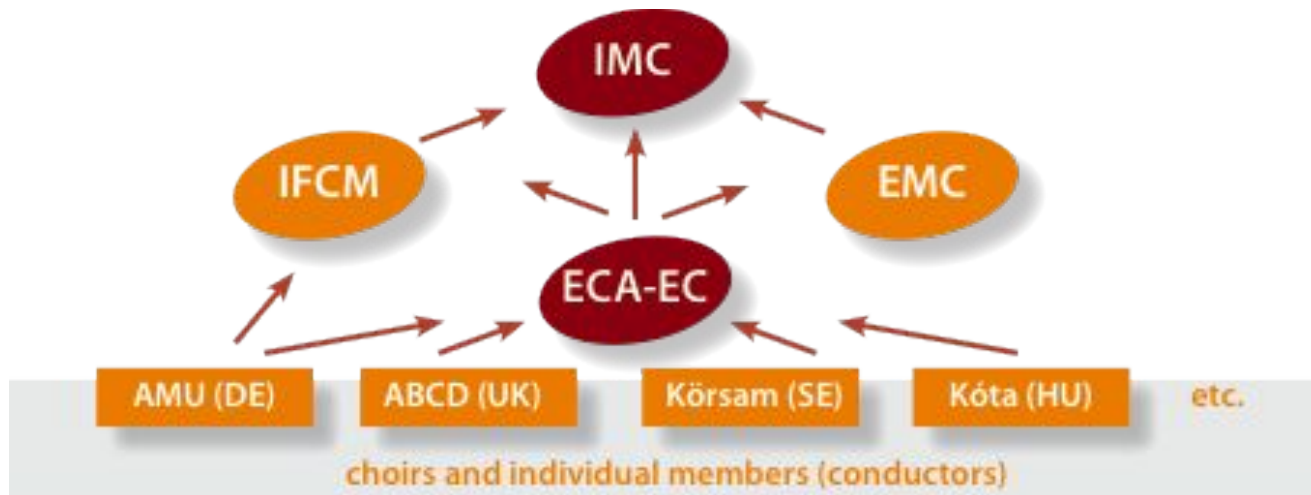 IMC
IFCM
EMC
ECA-EC
AMU (DE)
ABCD (UK)
Körsam (SE)
Kóta (HU)
etc.
choirs and individual members (conductors)